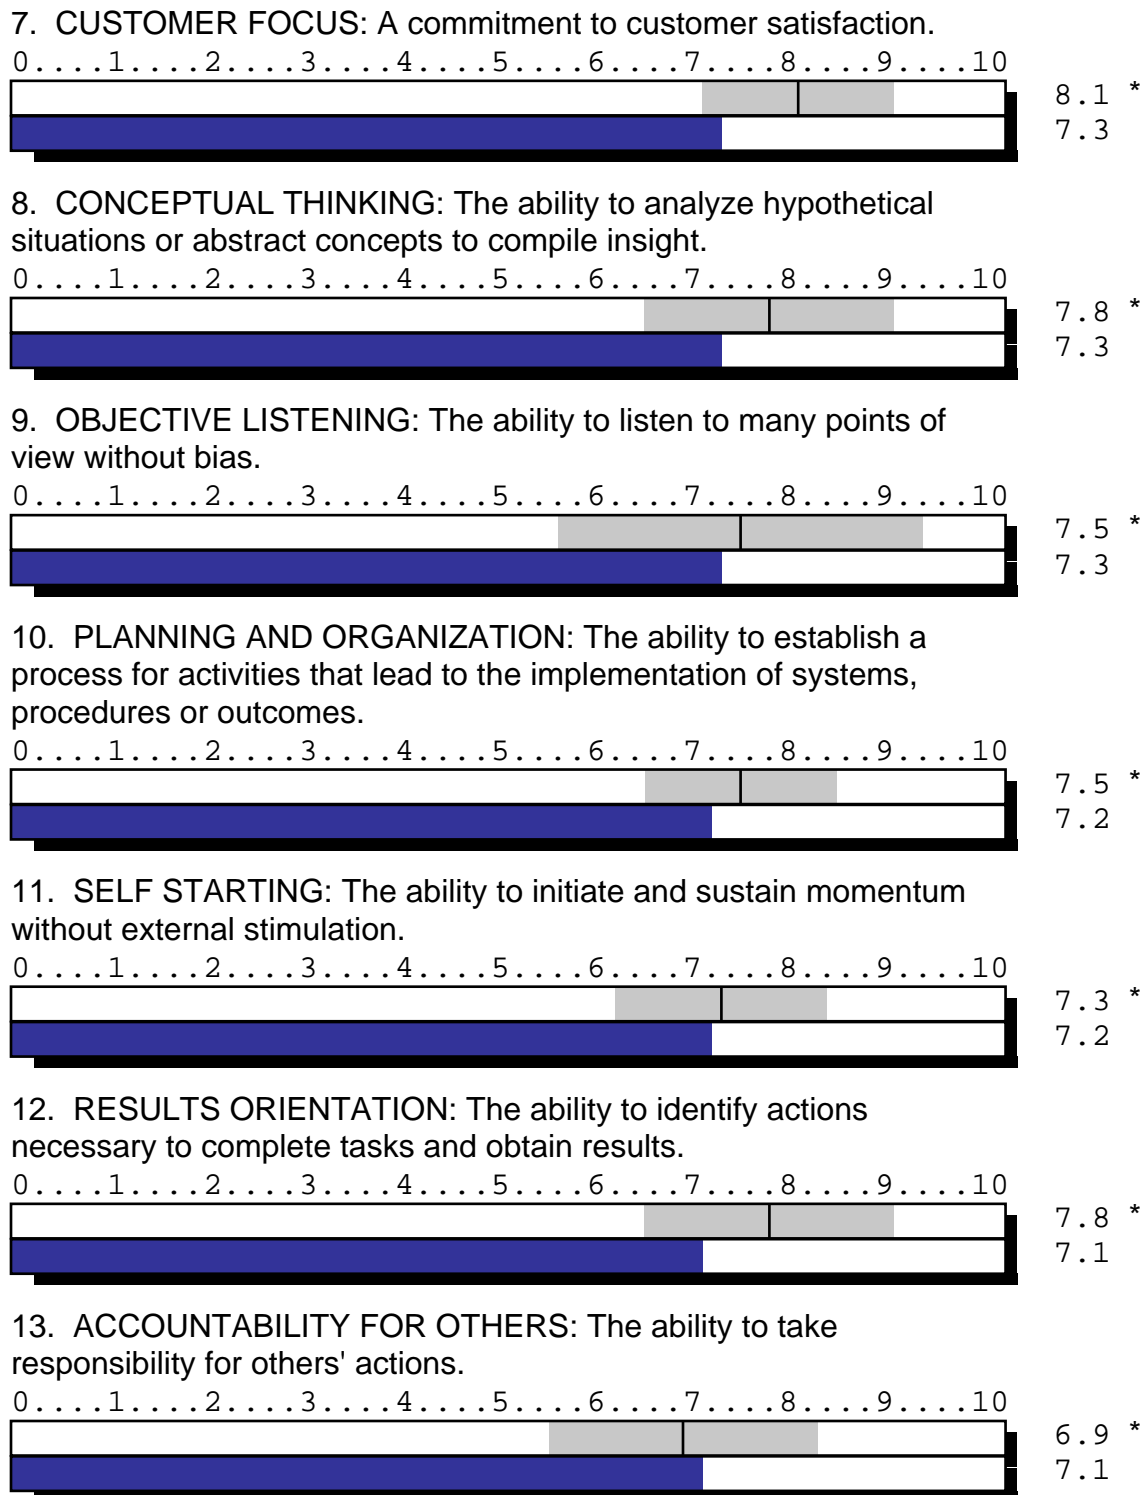 7.  CUSTOMER FOCUS: A commitment to customer satisfaction.
0....1....2....3....4....5....6....7....8....9....10
8.1 *
7.3
8.  CONCEPTUAL THINKING: The ability to analyze hypothetical
situations or abstract concepts to compile insight.
0....1....2....3....4....5....6....7....8....9....10
7.8 *
7.3
9.  OBJECTIVE LISTENING: The ability to listen to many points of
view without bias.
0....1....2....3....4....5....6....7....8....9....10
7.5 *
7.3
10.  PLANNING AND ORGANIZATION: The ability to establish a
process for activities that lead to the implementation of systems,
procedures or outcomes.
0....1....2....3....4....5....6....7....8....9....10
7.5 *
7.2
11.  SELF STARTING: The ability to initiate and sustain momentum
without external stimulation.
0....1....2....3....4....5....6....7....8....9....10
7.3 *
7.2
12.  RESULTS ORIENTATION: The ability to identify actions
necessary to complete tasks and obtain results.
0....1....2....3....4....5....6....7....8....9....10
7.8 *
7.1
13.  ACCOUNTABILITY FOR OTHERS: The ability to take
responsibility for others' actions.
0....1....2....3....4....5....6....7....8....9....10
6.9 *
7.1